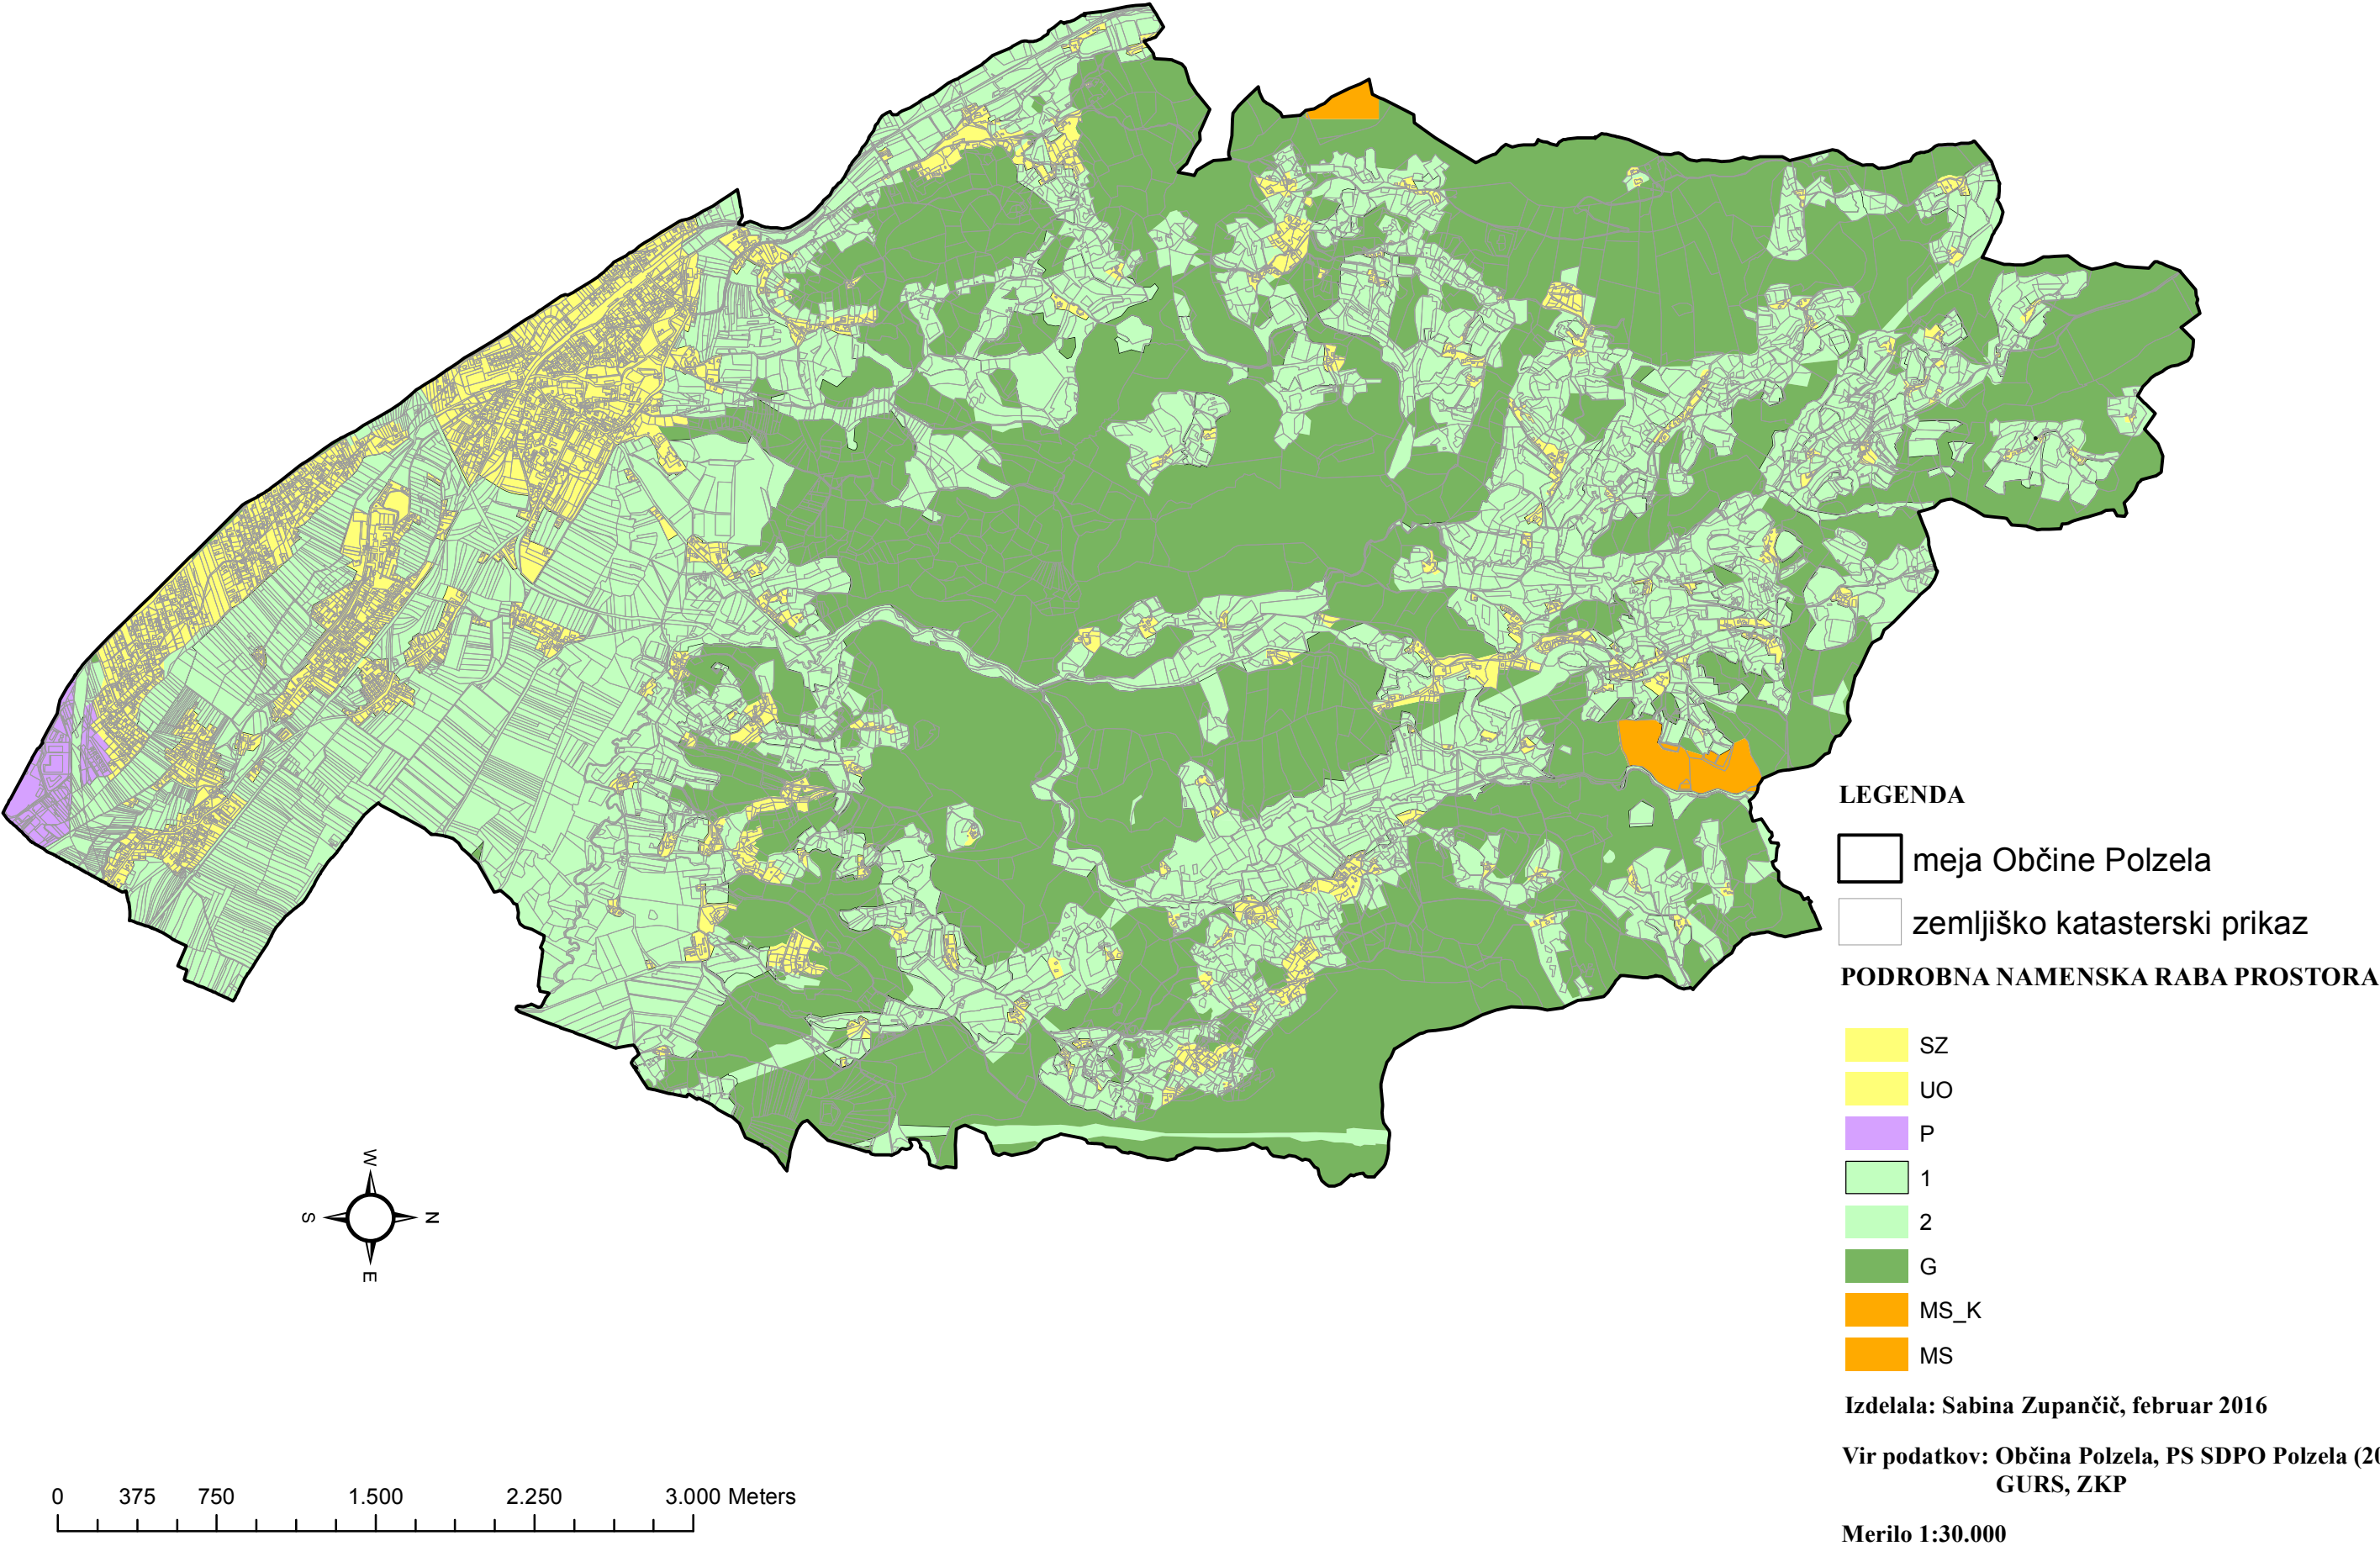 LEGENDA
meja Občine Polzela
zemljiško katasterski prikaz
PODROBNA NAMENSKA RABA PROSTORA
SZ
UO
P
1
2
G
MS_K
MS
Izdelala: Sabina Zupančič, februar 2016
Vir podatkov: Občina Polzela, PS SDPO Polzela (20
GURS, ZKP
Merilo 1:30.000
W
S N
E
0 375 750 1.500 2.250 3.000 Meters